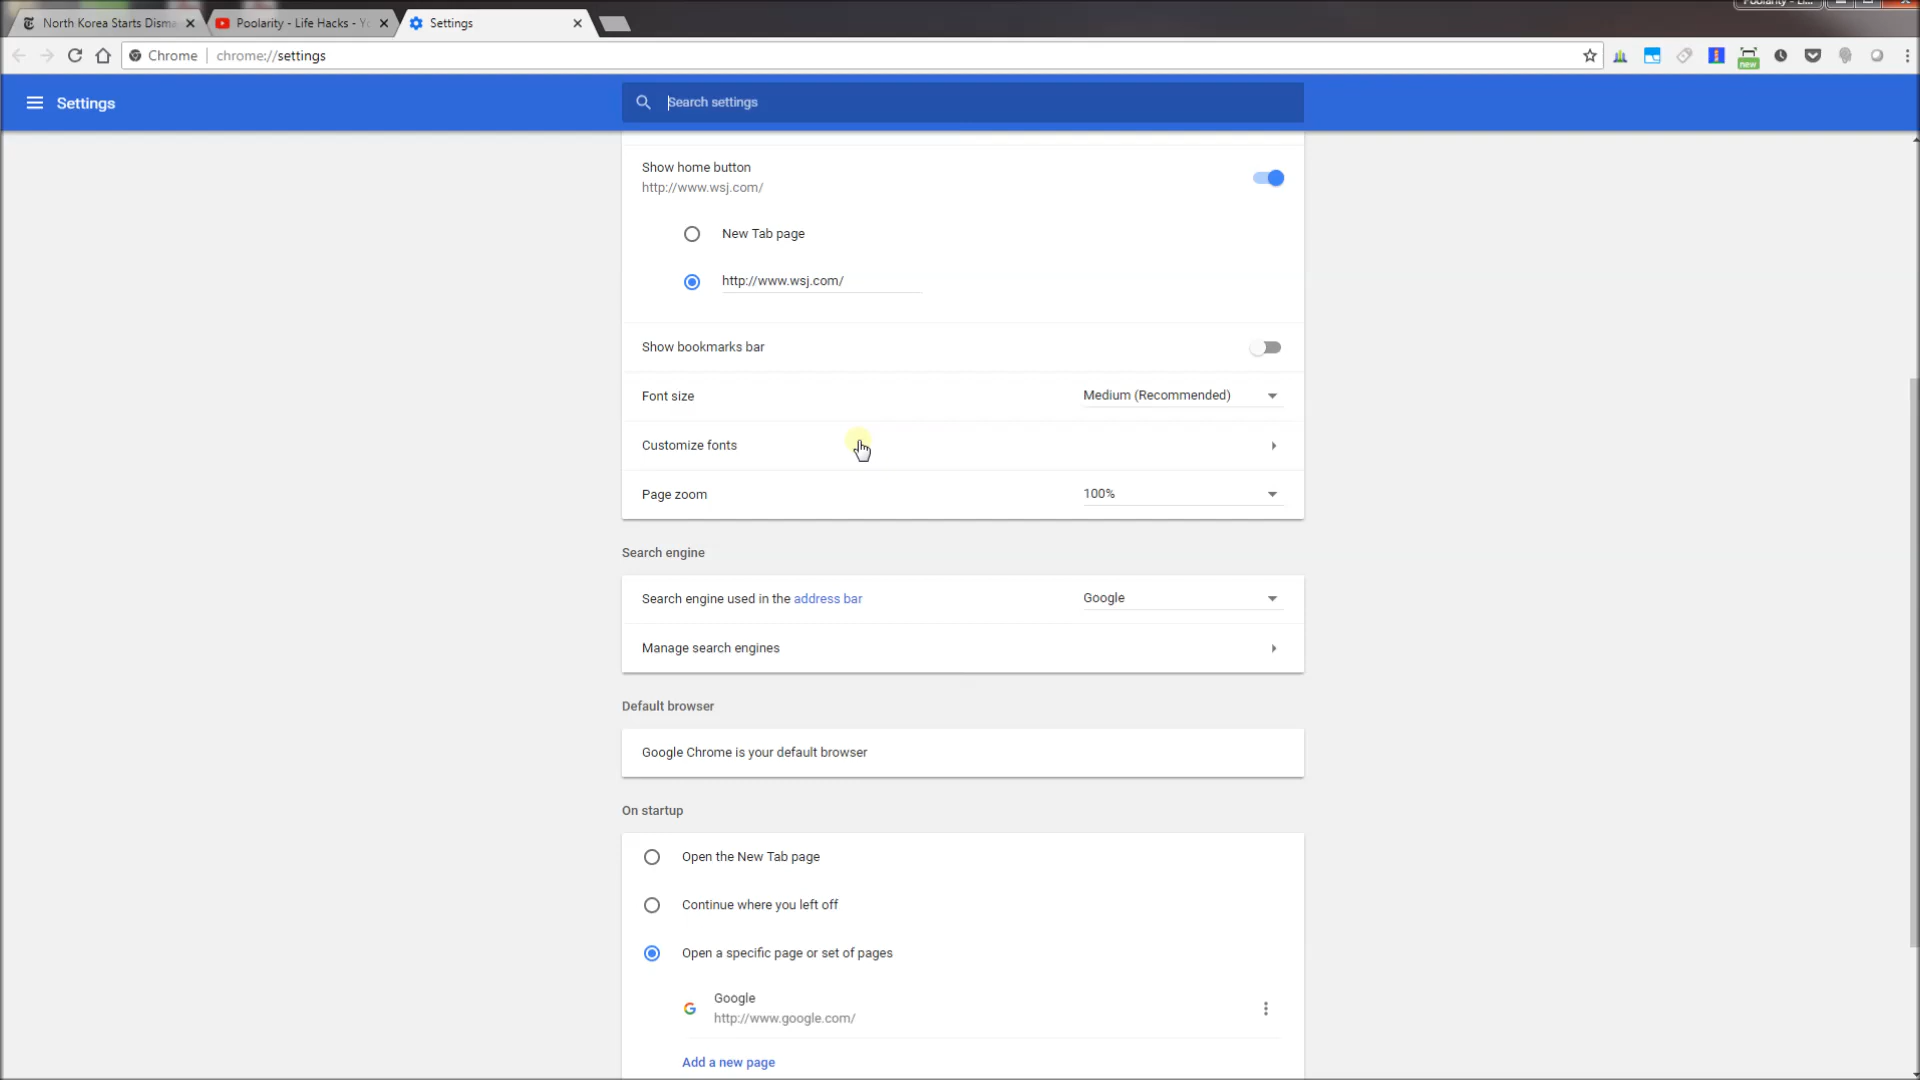 North Korea Starts Disma
Poolarity - Life Hacks - Yo
Settings
Poolarity - Li...
Chrome
chrome://settings
new
Settings
Search settings
Show home button
http://www.wsj.com/
New Tab page
http://www.wsj.com/
Show bookmarks bar
Font size
Medium (Recommended)
Customize fonts
Page zoom
100%
Search engine
Search engine used in the address bar
Google
Manage search engines
Default browser
Google Chrome is your default browser
On startup
Open the New Tab page
Continue where you left off
Open a specific page or set of pages
Google
http://www.google.com/
Add a new page